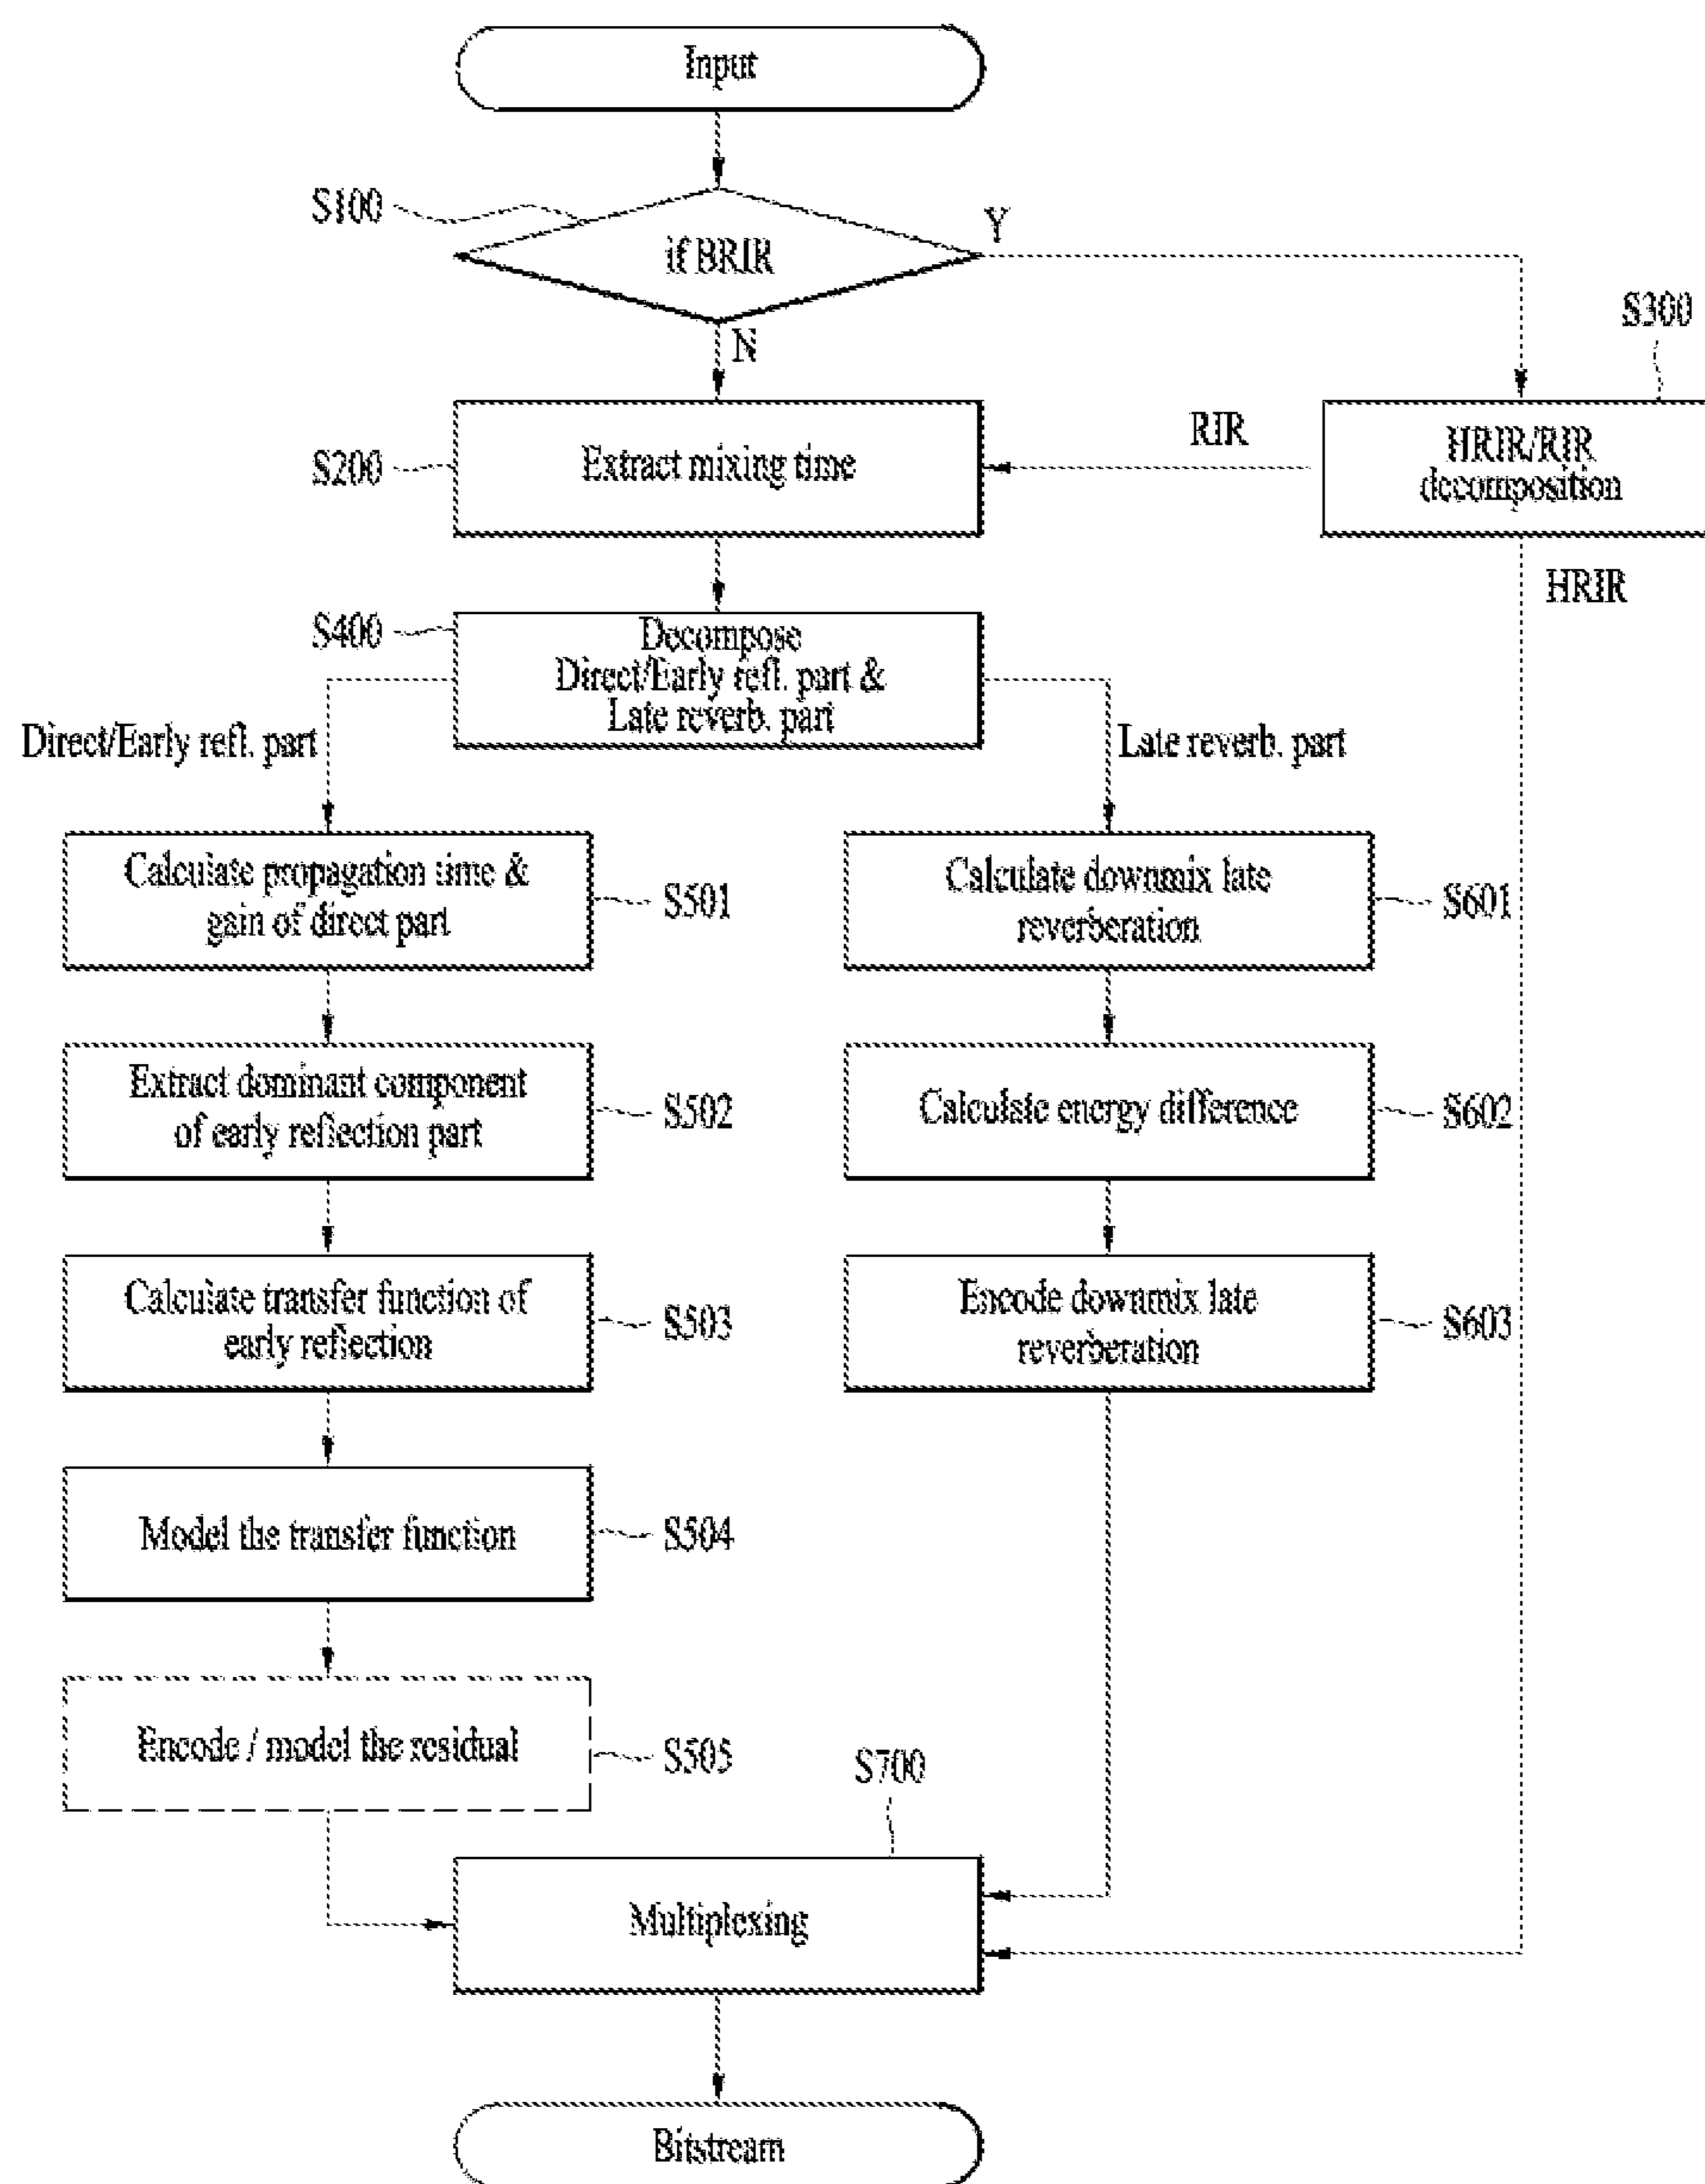 Input
S100
if BRIR
Y
N
S300
S200
Extract mixing time
RIR
HRIR/RIR
decomposition
HRIR
S400
Decompose
Direct/Early refl. part &
Late reverb. part
Direct/Early refl. part
Late reverb. part
Calculate propagation time &
gain of direct part
S501
Calculate downmix late
reverberation
S601
Extract dominant component
of early reflection part
S502
Calculate energy difference
S602
Calculate transfer function of
early reflection
S503
Encode downmix late
reverberation
S603
Model the transfer function
S504
Encode / model the residual
S505
S700
Multiplexing
Bitstream